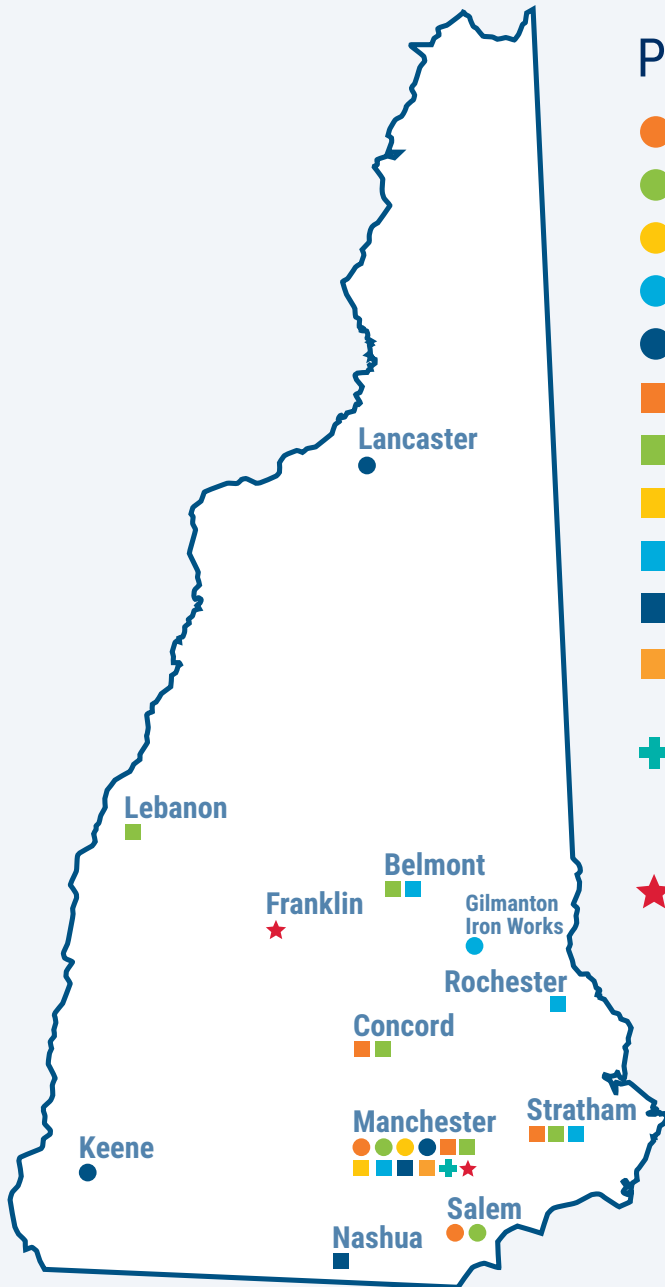 P
Lancaster
Lebanon
Belmont
Franklin
Gilmanton
Iron Works
Rochester
Concord
Manchester
Stratham
Keene
Salem
Nashua